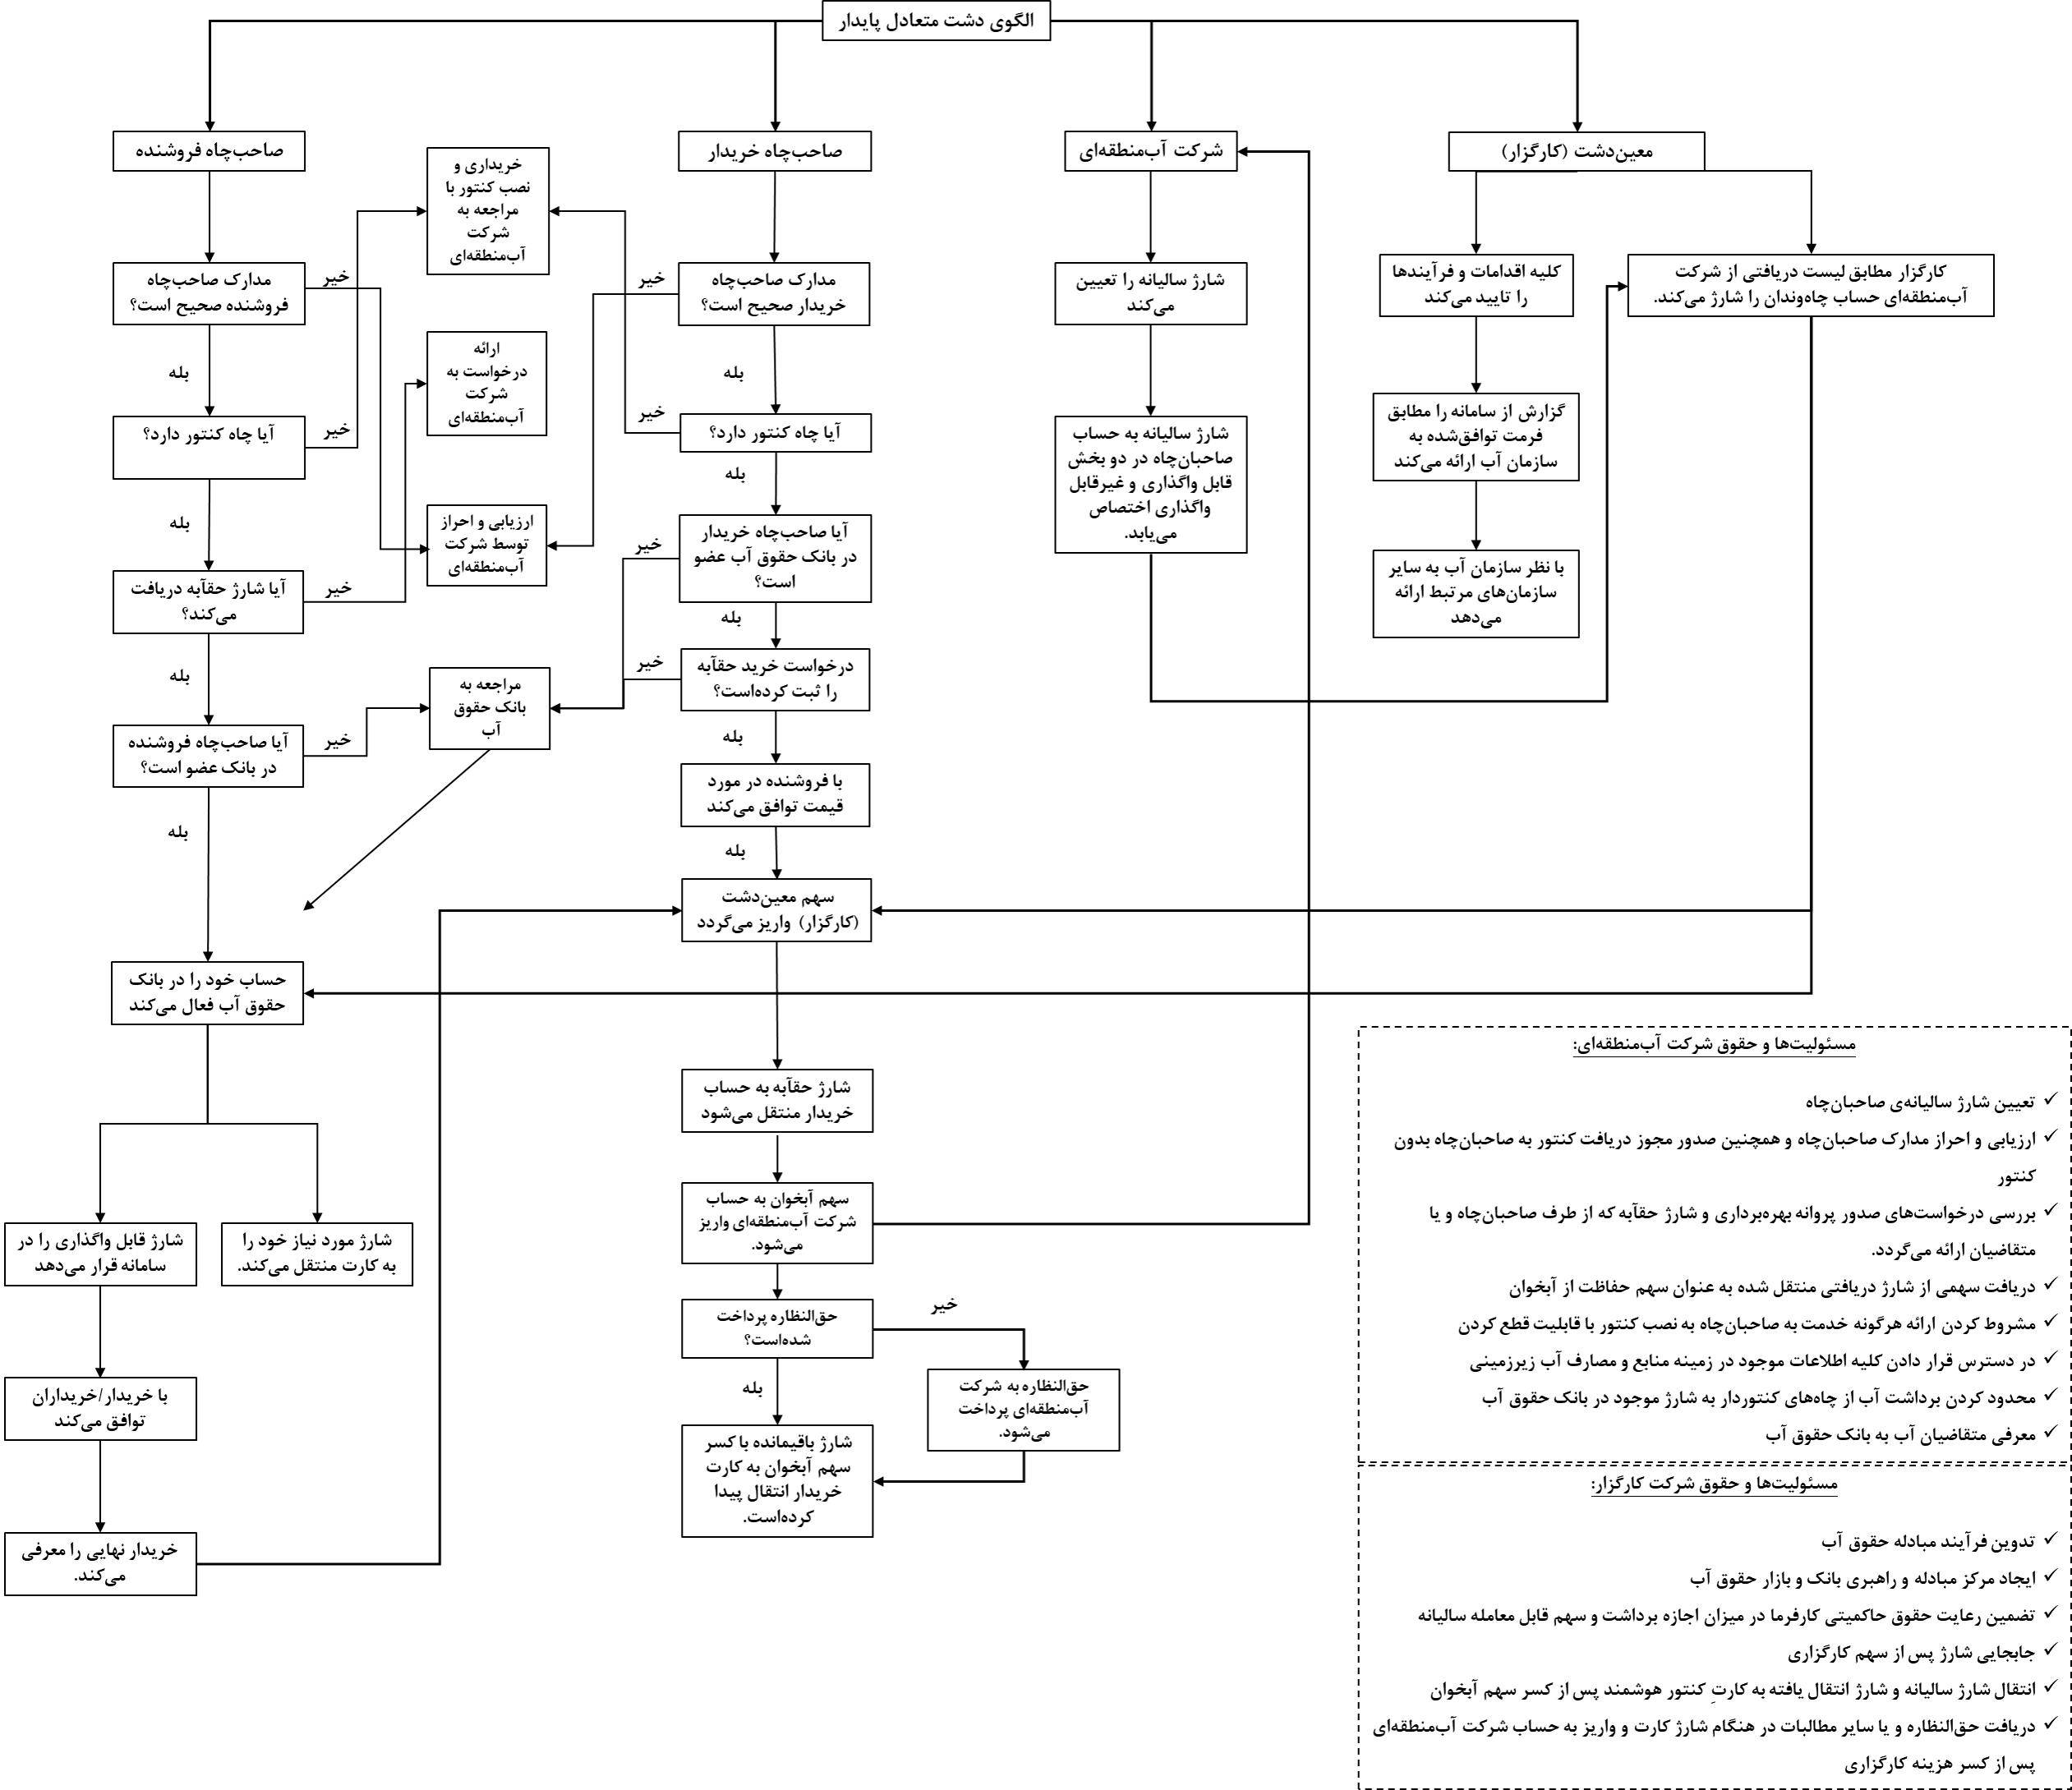 الگوی دشت متعادل پایدار
معین‌دشت (کارگزار)
شرکت آب‌منطقه‌ای
صاحب‌چاه خریدار
صاحب‌چاه فروشنده
کارگزار مطابق لیست دریافتی از شرکت
آب‌منطقه‌ای حساب چاه‌وندان را شارژ می‌کند.
کلیه اقدامات و فرآیندها
را تایید می‌کند
گزارش از سامانه را مطابق
فرمت توافق‌شده به
سازمان آب ارائه می‌کند
با نظر سازمان آب به سایر
سازمان‌های مرتبط ارائه
می‌دهد
شارژ سالیانه را تعیین
می‌کند
شارژ سالیانه به حساب
صاحبان‌چاه در دو بخش
قابل واگذاری و غیرقابل
واگذاری اختصاص
می‌یابد.
مدارک صاحب‌چاه
خریدار صحیح است؟
خیر
بله
آیا چاه کنتور دارد؟
خیر
بله
آیا صاحب‌چاه خریدار
در بانک حقوق آب عضو
است؟
خیر
بله
درخواست خرید حقآبه
را ثبت کرده‌است؟
خیر
بله
با فروشنده در مورد
قیمت توافق می‌کند
بله
سهم معین‌دشت
(کارگزار) واریز می‌گردد
شارژ حقآبه به حساب
خریدار منتقل می‌شود
سهم آبخوان به حساب
شرکت آب‌منطقه‌ای واریز
می‌شود.
حق‌النظاره پرداخت
شده‌است؟
خیر
بله
حق‌النظاره به شرکت
آب‌منطقه‌ای پرداخت
می‌شود.
شارژ باقیمانده با کسر
سهم آبخوان به کارت
خریدار انتقال پیدا
کرده‌است.
خریداری و
نصب کنتور با
مراجعه به
شرکت
آب‌منطقه‌ای
ارائه
درخواست به
شرکت
آب‌منطقه‌ای
ارزیابی و احراز
توسط شرکت
آب‌منطقه‌ای
مراجعه به
بانک حقوق
آب
مدارک صاحب‌چاه
فروشنده صحیح است؟
خیر
بله
آیا چاه کنتور دارد؟
خیر
بله
آیا شارژ حقآبه دریافت
می‌کند؟
خیر
بله
آیا صاحب‌چاه فروشنده
در بانک عضو است؟
خیر
بله
حساب خود را در بانک
حقوق آب فعال می‌کند
شارژ مورد نیاز خود را
به کارت منتقل می‌کند.
شارژ قابل واگذاری را در
سامانه قرار می‌دهد
با خریدار/خریداران
توافق می‌کند
خریدار نهایی را معرفی
می‌کند.
مسئولیت‌ها و حقوق شرکت آب‌منطقه‌ای:
✓ تعیین شارژ سالیانه‌ی صاحبان‌چاه
✓ ارزیابی و احراز مدارک صاحبان‌چاه و همچنین صدور مجوز دریافت کنتور به صاحبان‌چاه بدون
کنتور
✓ بررسی درخواست‌های صدور پروانه بهره‌برداری و شارژ حقآبه که از طرف صاحبان‌چاه و یا
متقاضیان ارائه می‌گردد.
✓ دریافت سهمی از شارژ دریافتی منتقل شده به عنوان سهم حفاظت از آبخوان
✓ مشروط کردن ارائه هرگونه خدمت به صاحبان‌چاه به نصب کنتور با قابلیت قطع کردن
✓ در دسترس قرار دادن کلیه اطلاعات موجود در زمینه منابع و مصارف آب زیرزمینی
✓ محدود کردن برداشت آب از چاه‌های کنتوردار به شارژ موجود در بانک حقوق آب
✓ معرفی متقاضیان آب به بانک حقوق آب
مسئولیت‌ها و حقوق شرکت کارگزار:
✓ تدوین فرآیند مبادله حقوق آب
✓ ایجاد مرکز مبادله و راهبری بانک و بازار حقوق آب
✓ تضمین رعایت حقوق حاکمیتی کارفرما در میزان اجازه برداشت و سهم قابل معامله سالیانه
✓ جابجایی شارژ پس از سهم کارگزاری
✓ انتقال شارژ سالیانه و شارژ انتقال یافته به کارتِ کنتور هوشمند پس از کسر سهم آبخوان
✓ دریافت حق‌النظاره و یا سایر مطالبات در هنگام شارژ کارت و واریز به حساب شرکت آب‌منطقه‌ای
پس از کسر هزینه کارگزاری